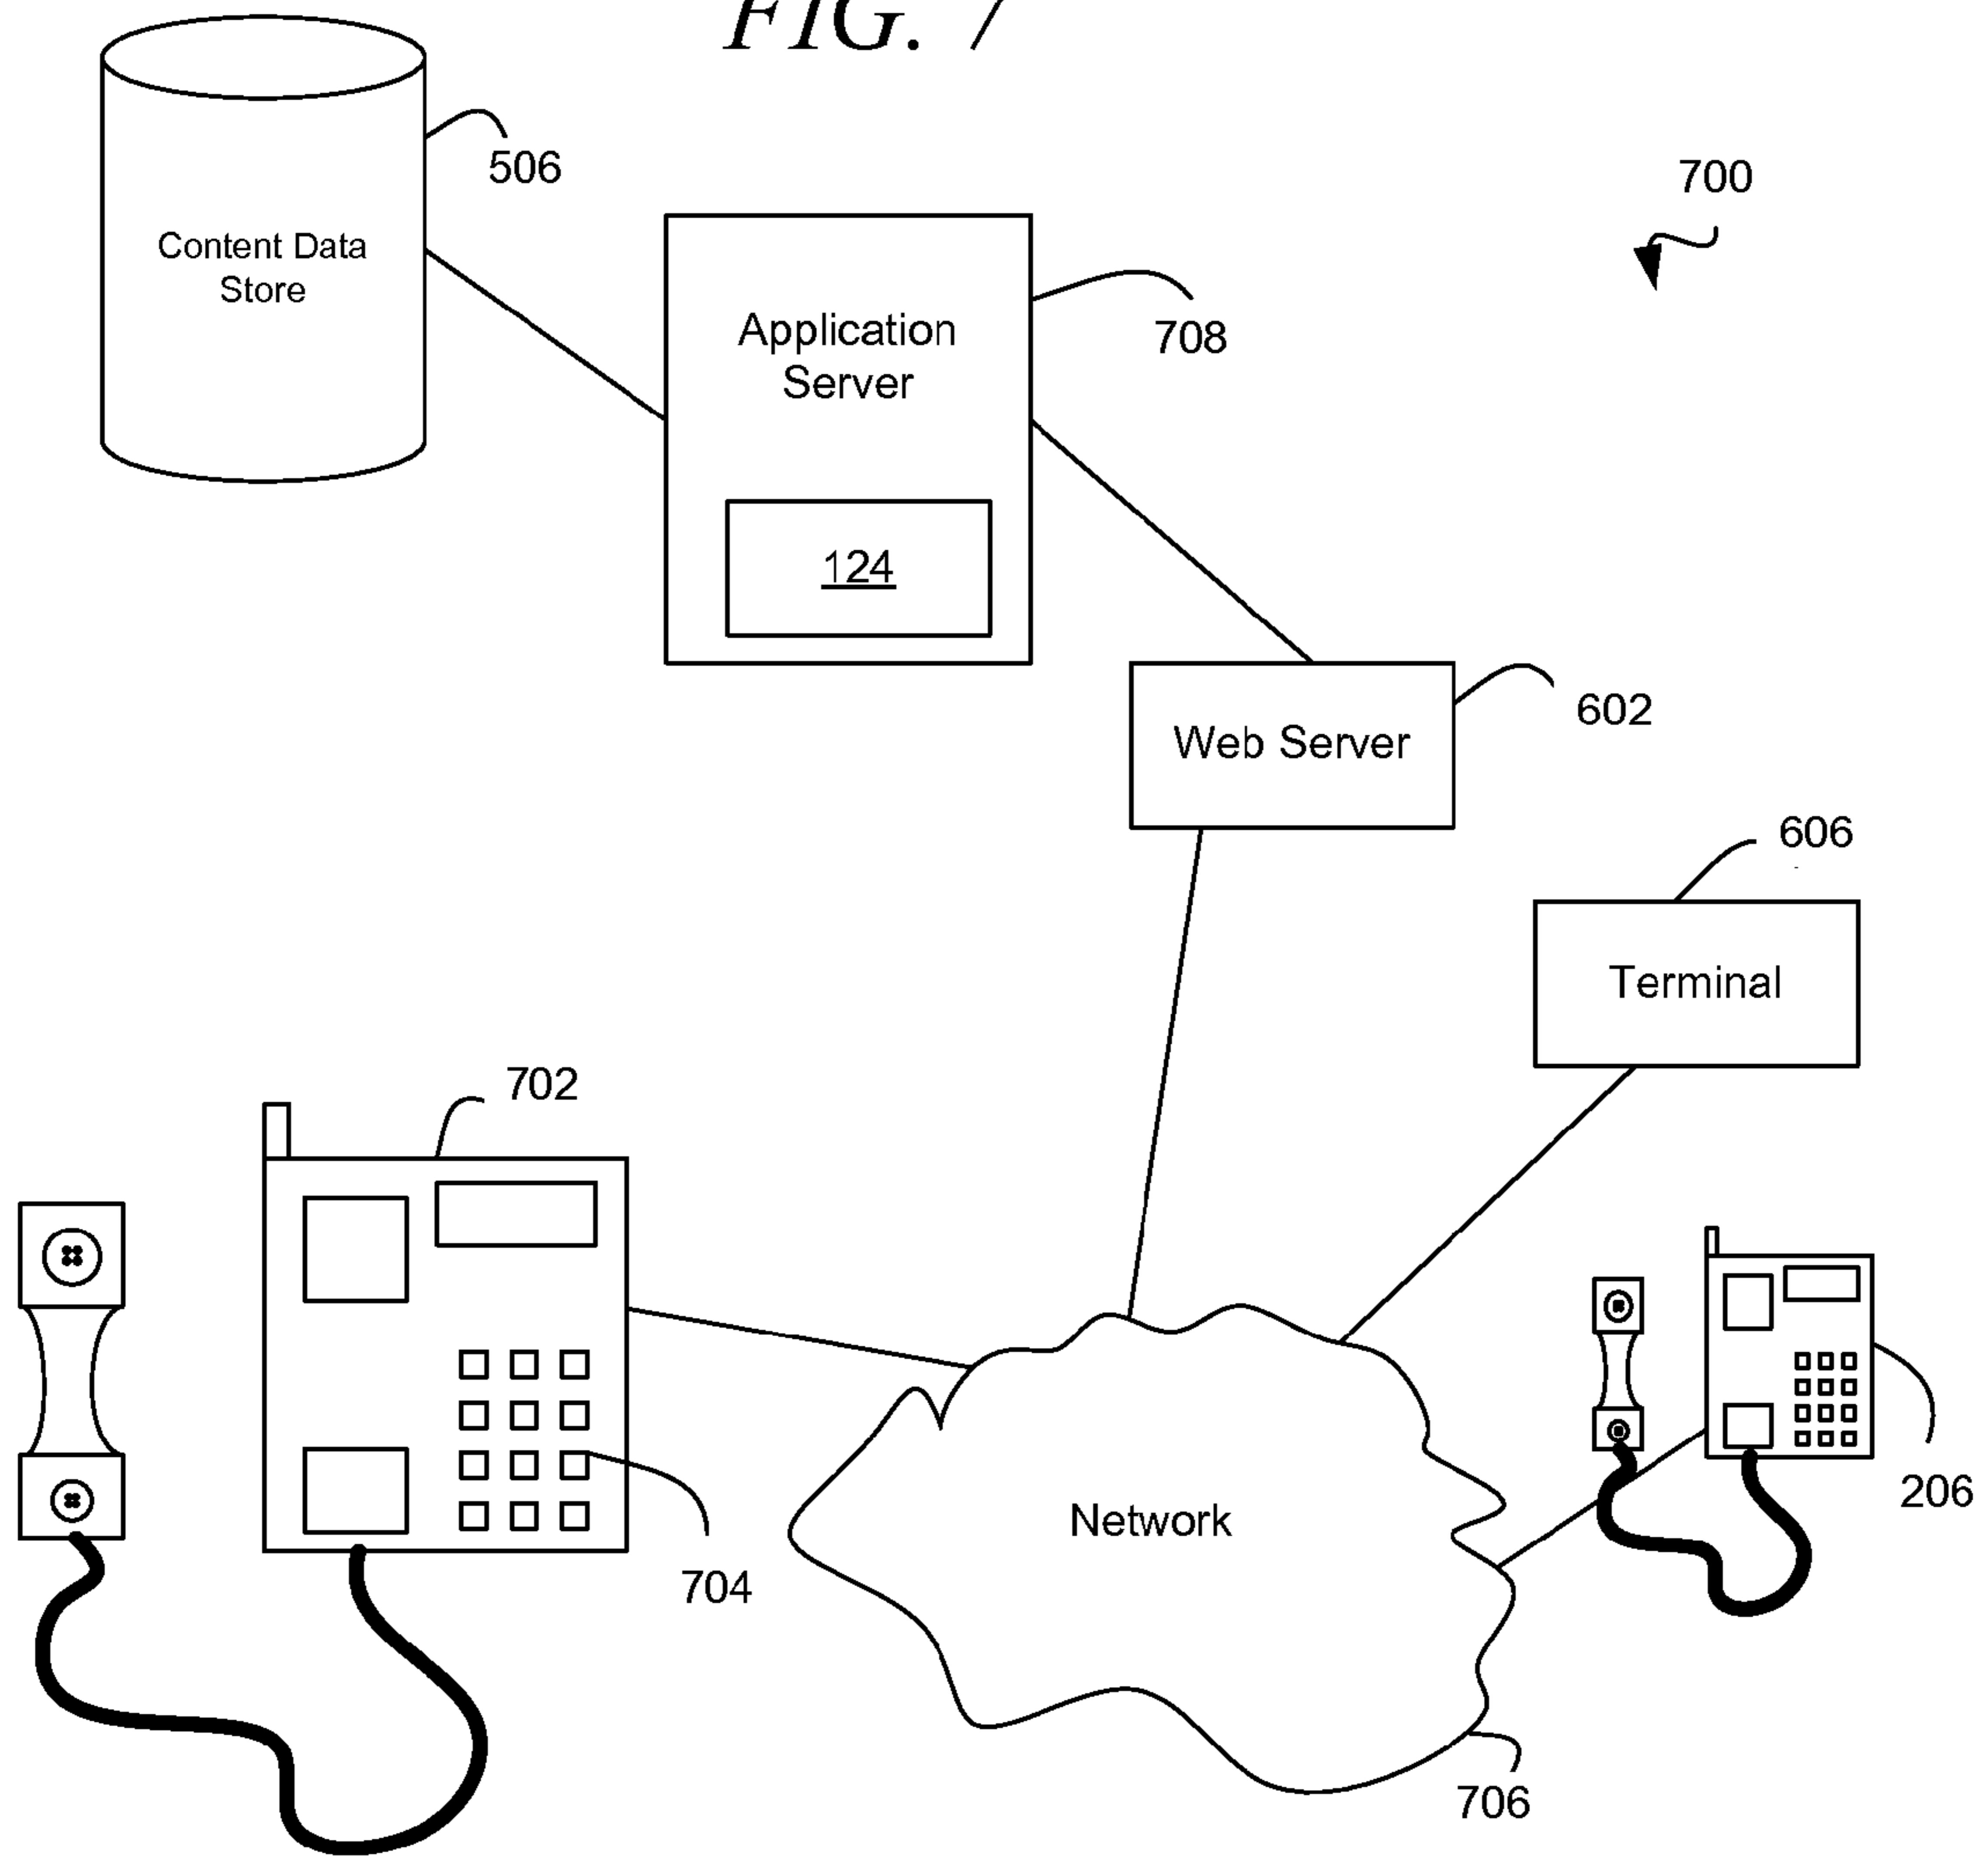 FIG. 7
506
Content Data
Store
700
Application
Server
708
124
Web Server
602
606
Terminal
702
704
Network
206
706